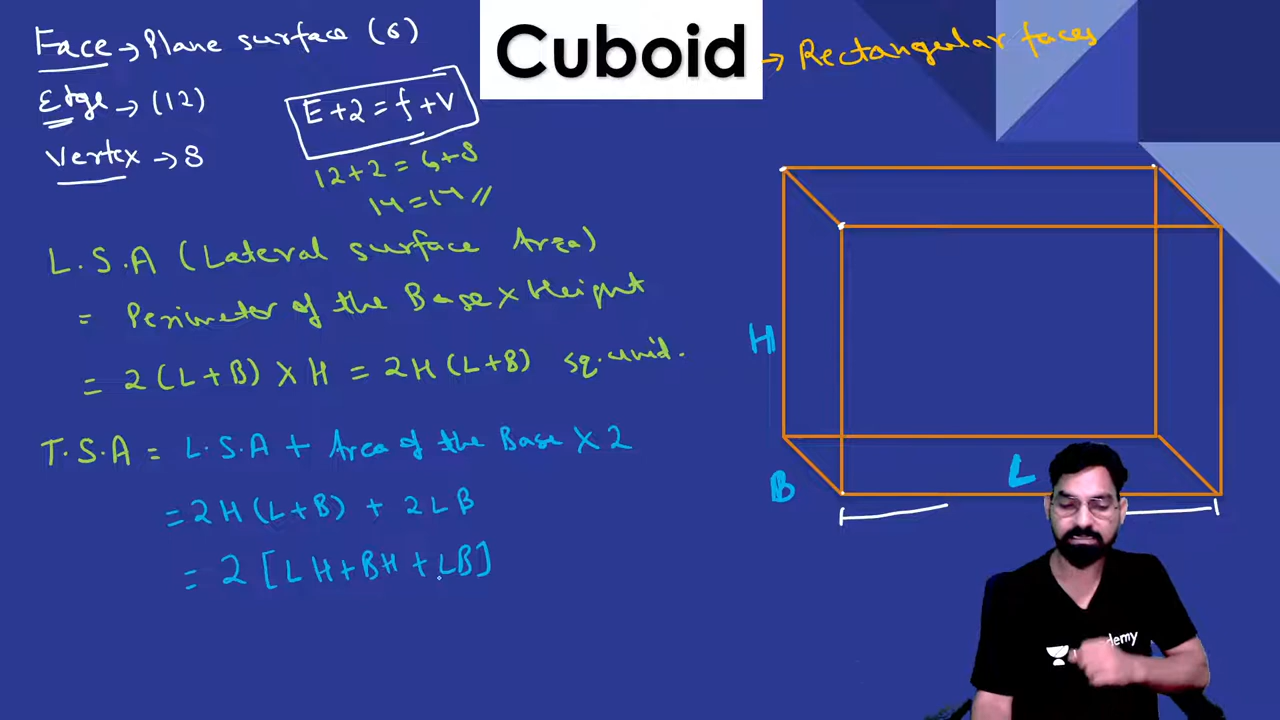 Cuboid → Rectangular faces
Face → Plane surface (6)
Edge → (12)
Vertex → 8
E + 2 = f + V
12 + 2 = 6 + 8
14 = 14 //
L.S.A (Lateral surface Area)
= Perimeter of the Base × Height
= 2 (L + B) × H = 2H (L + B) sq. unid.
T.S.A = L.S.A + Area of the Base × 2
= 2H (L + B) + 2LB
= 2 [LH + BH + LB]
H
B
L